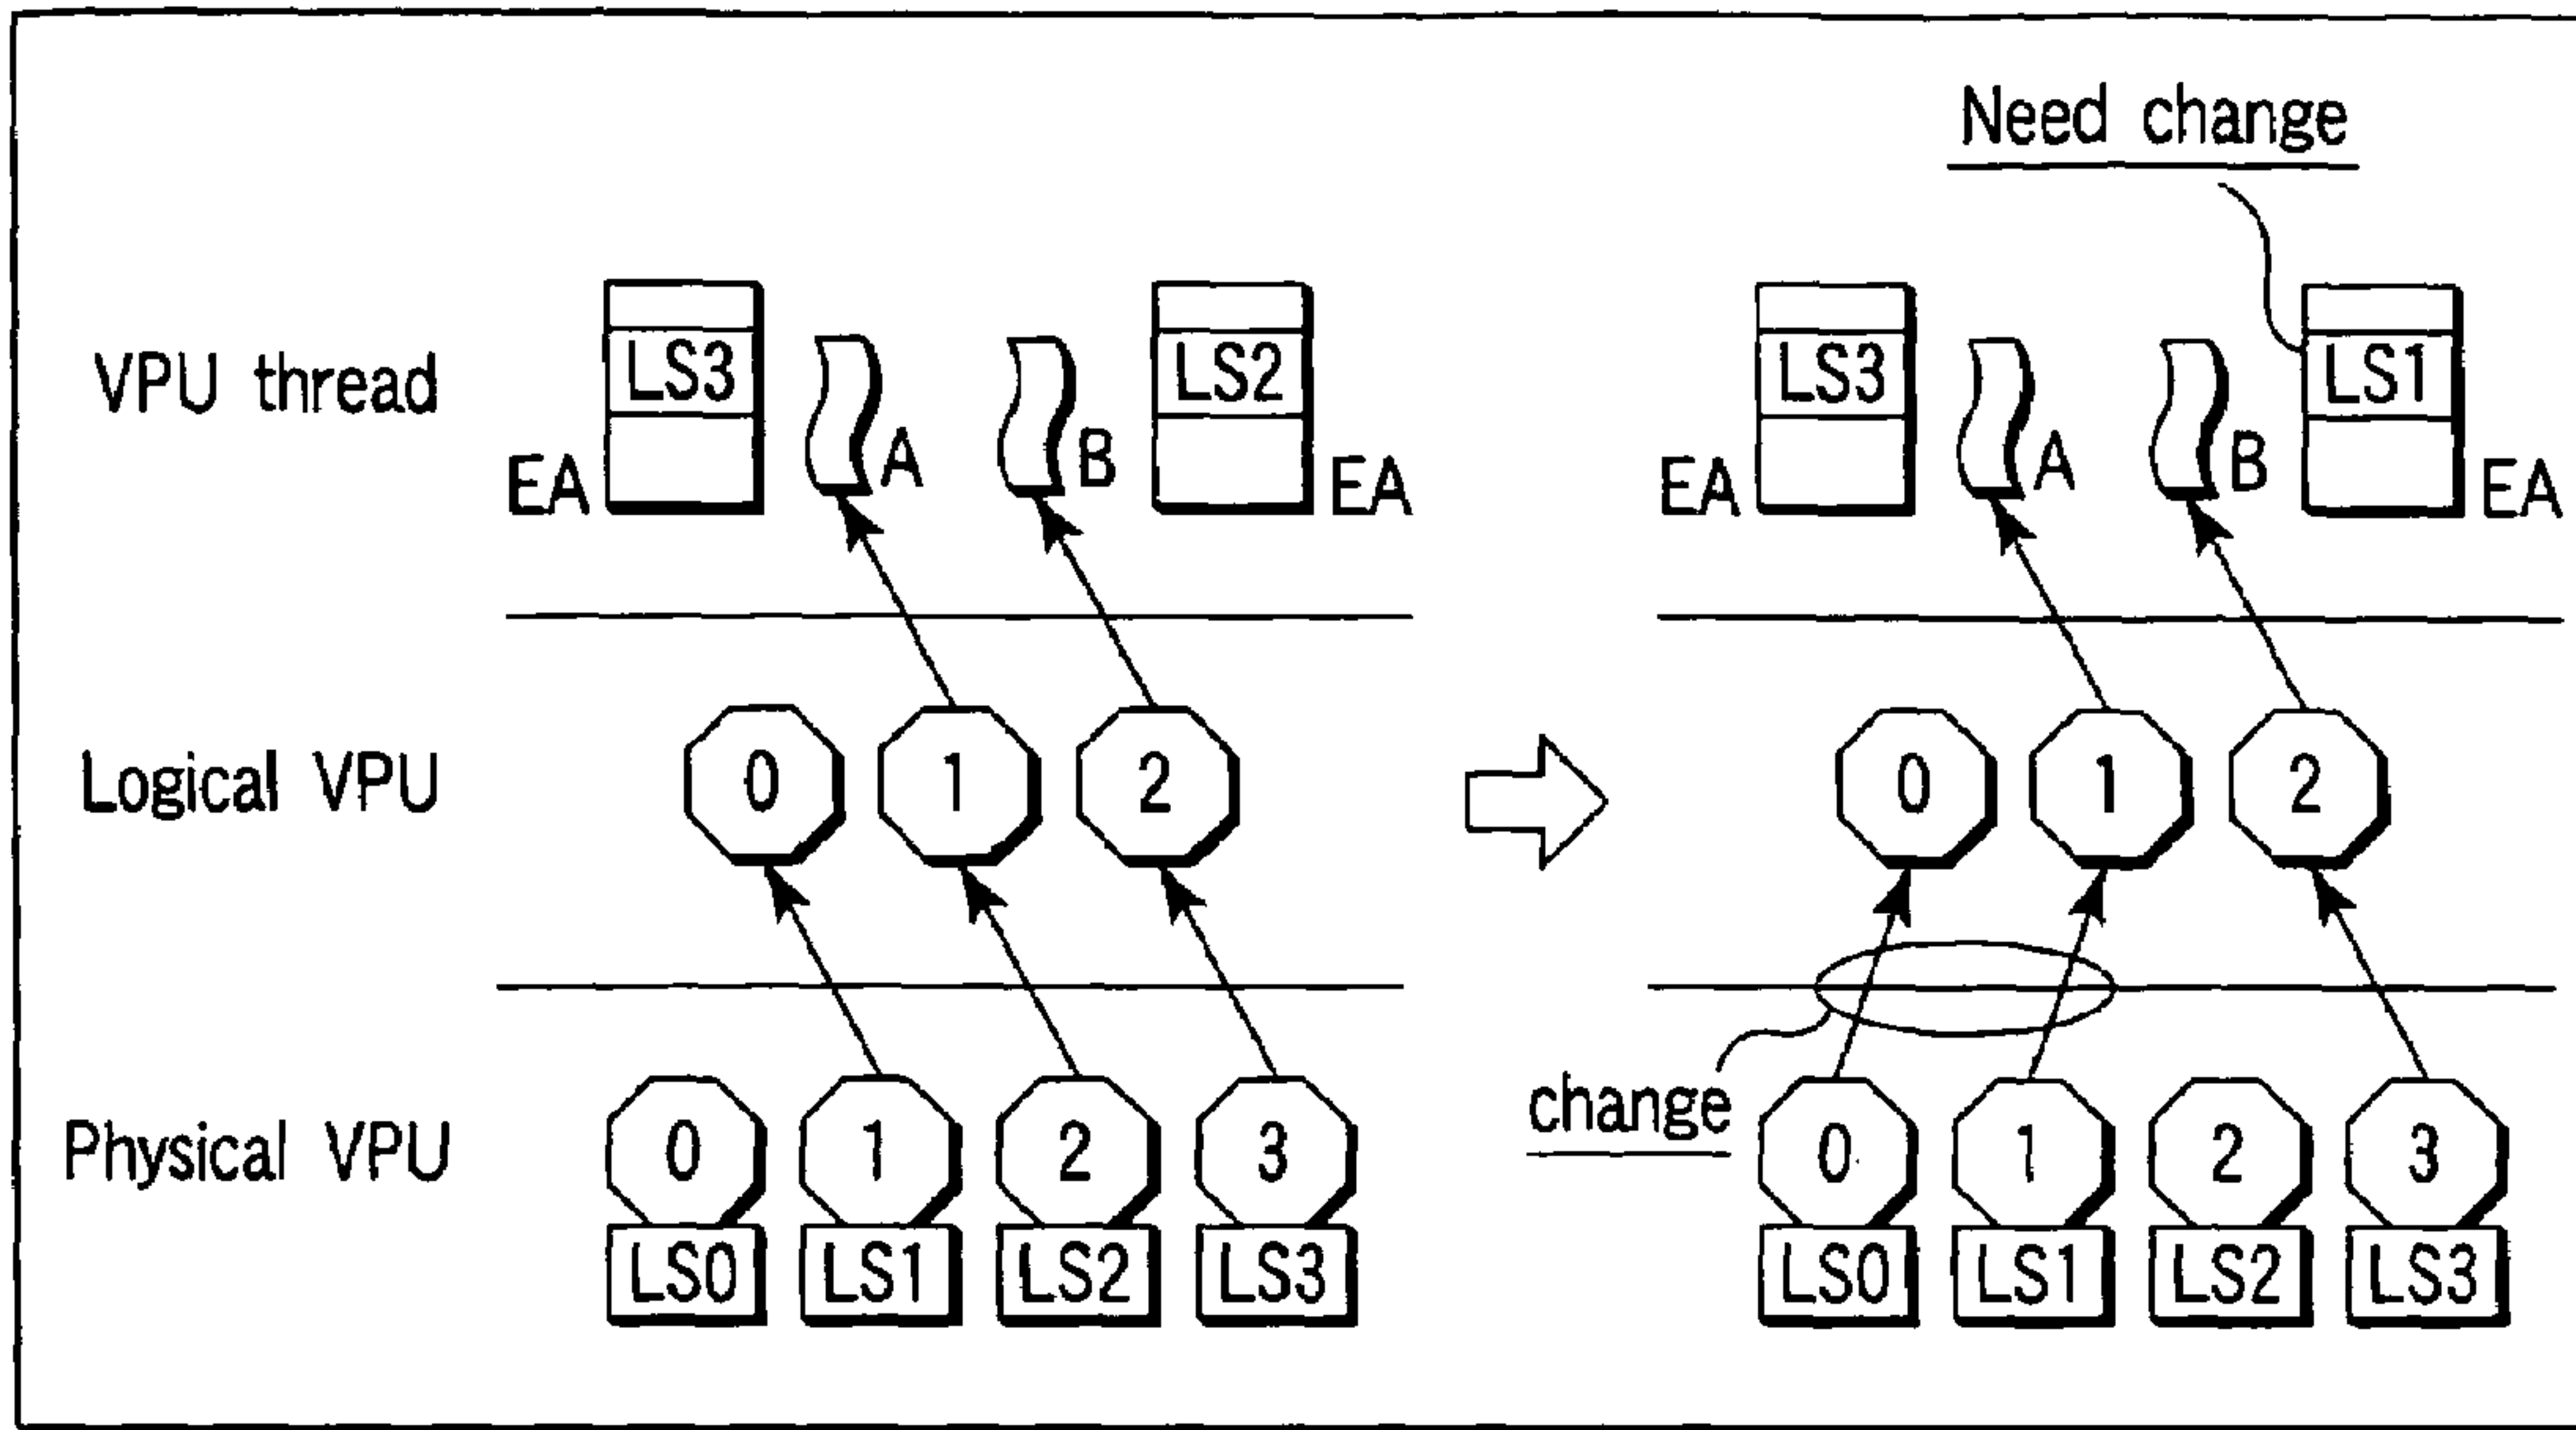 Need change
VPU thread
LS3
A
B
LS2
EA
EA
LS3
A
B
LS1
EA
EA
Logical VPU
0
1
2
0
1
2
change
Physical VPU
0
1
2
3
LS0
LS1
LS2
LS3
0
1
2
3
LS0
LS1
LS2
LS3